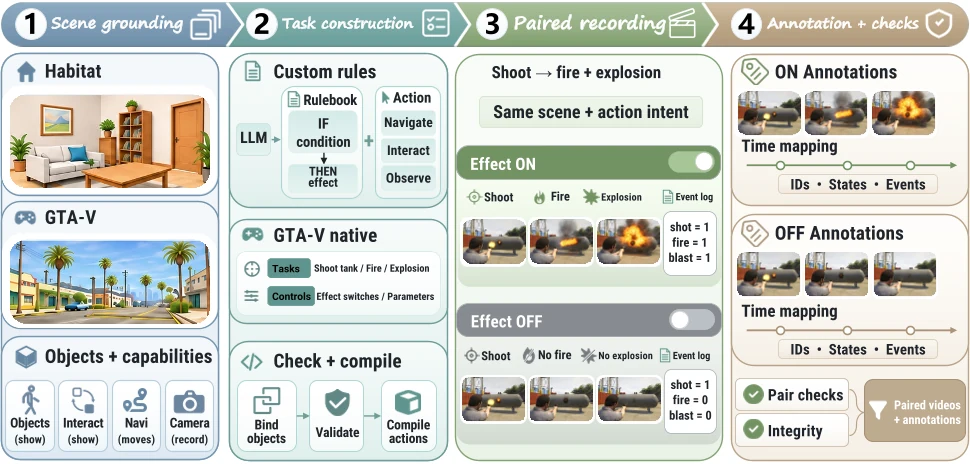 1 Scene grounding
2 Task construction
3 Paired recording
4 Annotation + checks
Habitat
GTA-V
Objects + capabilities
Objects
(show)
Interact
(show)
Navi
(moves)
Camera
(record)
Custom rules
LLM
Rulebook
IF
condition
THEN
effect
+
Action
Navigate
Interact
Observe
GTA-V native
Tasks Shoot tank / Fire / Explosion
Controls Effect switches / Parameters
Check + compile
Bind
objects
Validate
Compile
actions
Shoot → fire + explosion
Same scene + action intent
Effect ON
Shoot Fire Explosion Event log
shot = 1
fire = 1
blast = 1
Effect OFF
Shoot No fire No explosion Event log
shot = 1
fire = 0
blast = 0
ON Annotations
Time mapping
IDs • States • Events
OFF Annotations
Time mapping
IDs • States • Events
Pair checks
Integrity
Paired videos
+ annotations